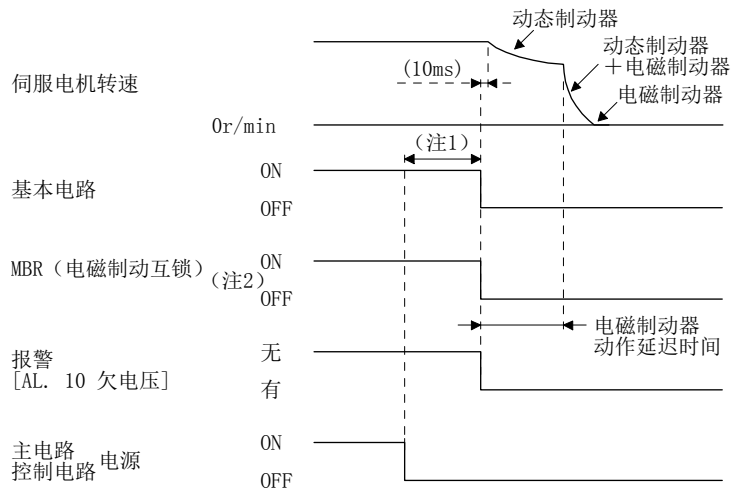 动态制动器
动态制动器
+电磁制动器
伺服电机转速
(10ms)
电磁制动器
0r/min
(注1)
基本电路
ON
OFF
MBR（电磁制动互锁）(注2)
ON
OFF
电磁制动器
动作延迟时间
报警
[AL. 10 欠电压]
无
有
主电路
控制电路
电源
ON
OFF